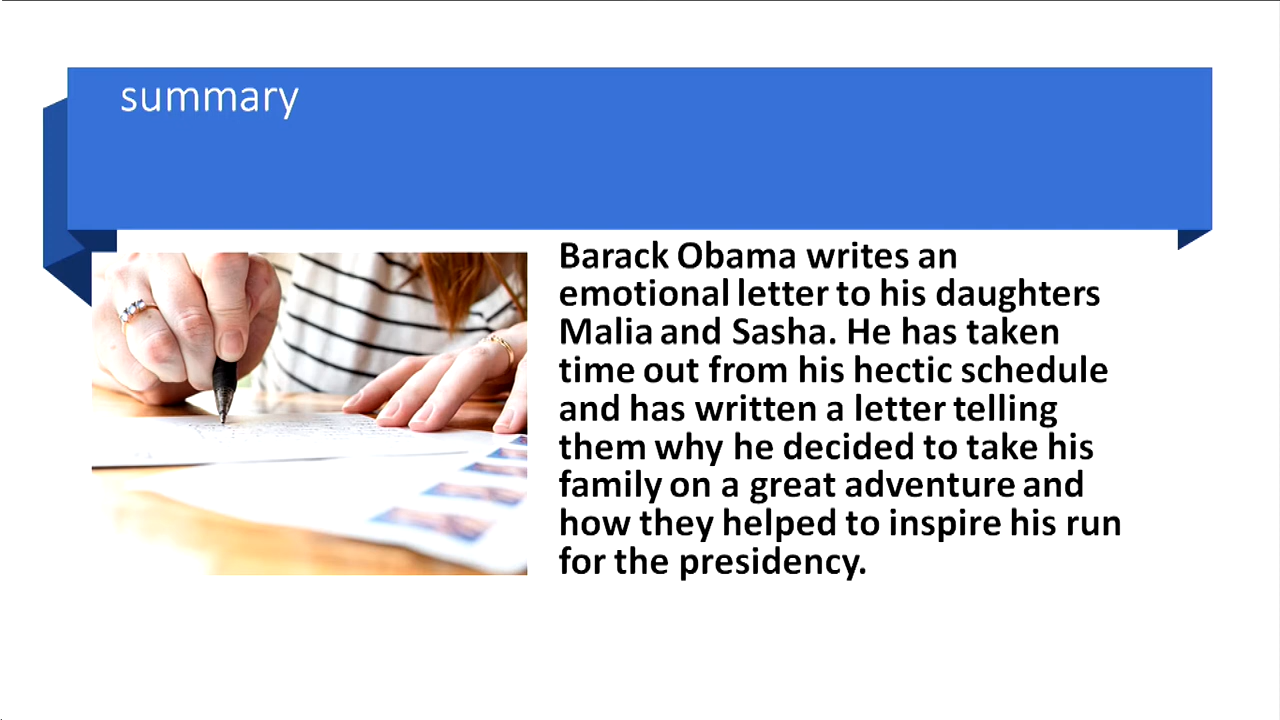 summary
Barack Obama writes an
emotional letter to his daughters
Malia and Sasha. He has taken
time out from his hectic schedule
and has written a letter telling
them why he decided to take his
family on a great adventure and
how they helped to inspire his run
for the presidency.